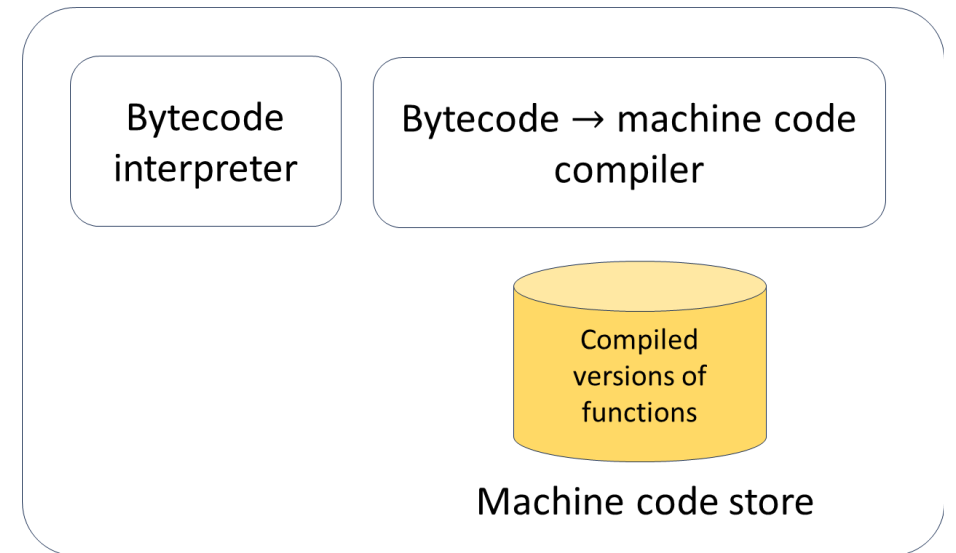 Bytecode
interpreter
Bytecode → machine code
compiler
Compiled
versions of
functions
Machine code store